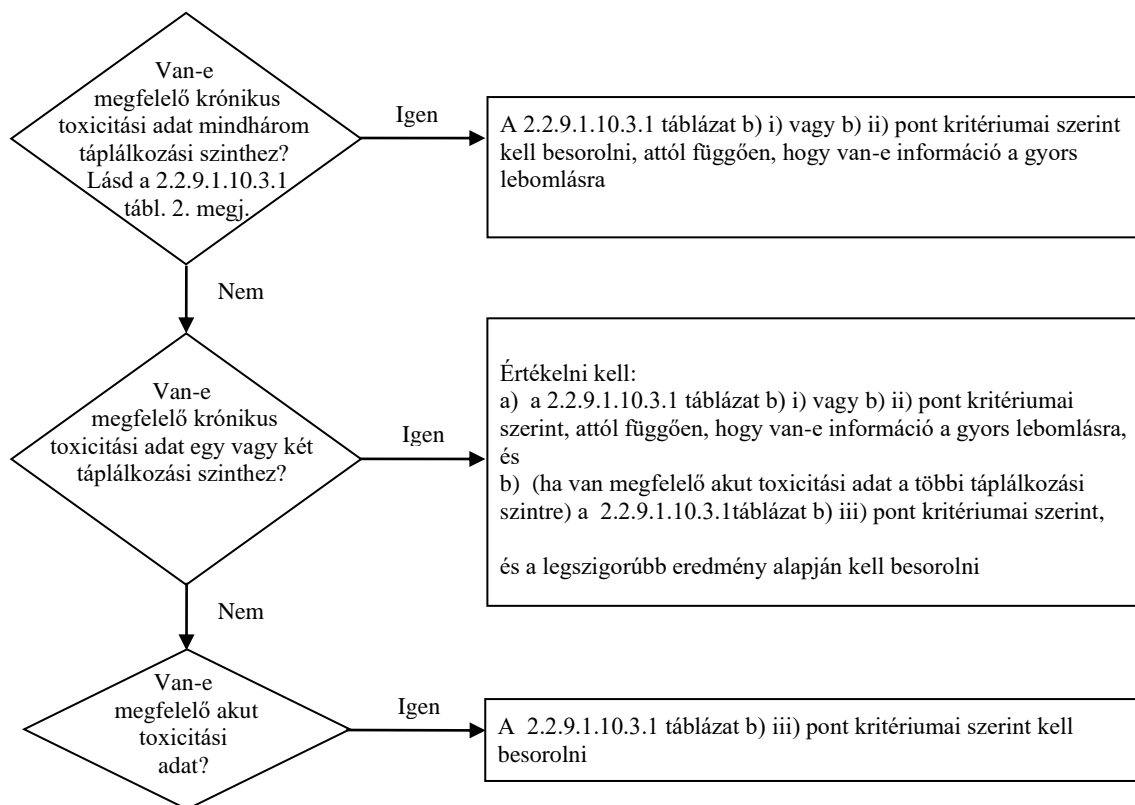 Van-e
megfelelő krónikus
toxicitási adat mindhárom
táplálkozási szinthez?
Lásd a 2.2.9.1.10.3.1
tábl. 2. megj.
Igen
A 2.2.9.1.10.3.1 táblázat b) i) vagy b) ii) pont kritériumai szerint
kell besorolni, attól függően, hogy van-e információ a gyors
lebomlásra
Nem
Van-e
megfelelő krónikus
toxicitási adat egy vagy két
táplálkozási szinthez?
Igen
Értékelni kell:
a) a 2.2.9.1.10.3.1 táblázat b) i) vagy b) ii) pont kritériumai
szerint, attól függően, hogy van-e információ a gyors lebomlásra,
és
b) (ha van megfelelő akut toxicitási adat a többi táplálkozási
szintre) a 2.2.9.1.10.3.1táblázat b) iii) pont kritériumai szerint,
és a legszigorúbb eredmény alapján kell besorolni
Nem
Van-e
megfelelő akut
toxicitási
adat?
Igen
A 2.2.9.1.10.3.1 táblázat b) iii) pont kritériumai szerint kell
besorolni